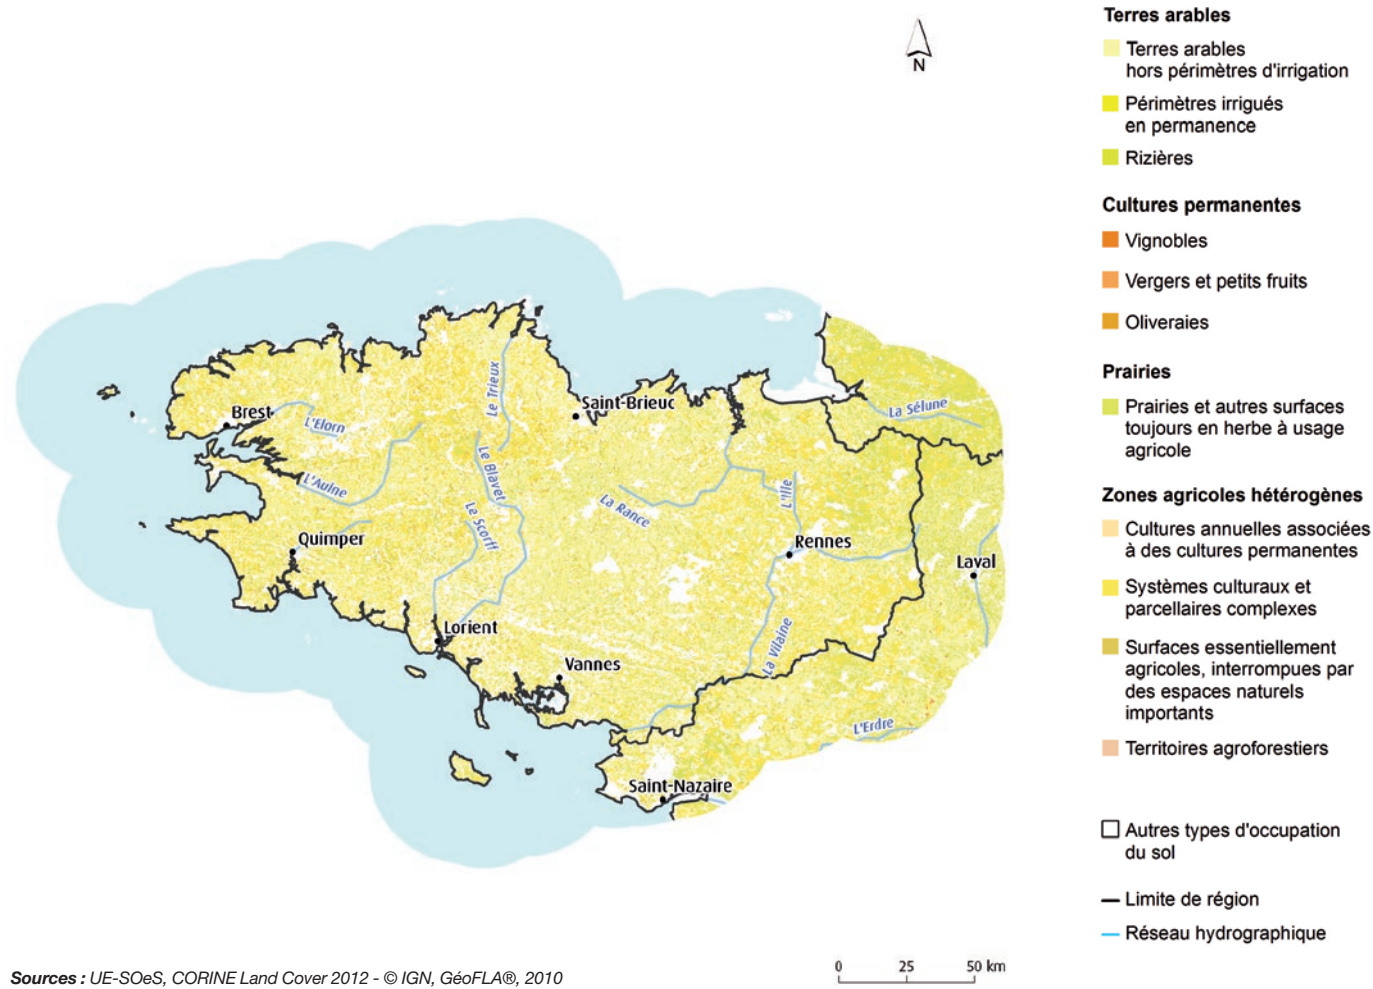 N
Brest
L'Elorn
L'Aulne
Quimper
Le Trieux
Le Blavet
Le Scorff
Saint-Brieuc
La Sélune
La Rance
L'Ille
Rennes
Laval
Lorient
La Vilaine
Vannes
L'Erdre
Saint-Nazaire
Terres arables
Terres arables
hors périmètres d'irrigation
Périmètres irrigués
en permanence
Rizières
Cultures permanentes
Vignobles
Vergers et petits fruits
Oliveraies
Prairies
Prairies et autres surfaces
toujours en herbe à usage
agricole
Zones agricoles hétérogènes
Cultures annuelles associées
à des cultures permanentes
Systèmes culturaux et
parcellaires complexes
Surfaces essentiellement
agricoles, interrompues par
des espaces naturels
importants
Territoires agroforestiers
Autres types d'occupation
du sol
Limite de région
Réseau hydrographique
0 25 50 km
Sources : UE-SOeS, CORINE Land Cover 2012 - © IGN, GéoFLA®, 2010